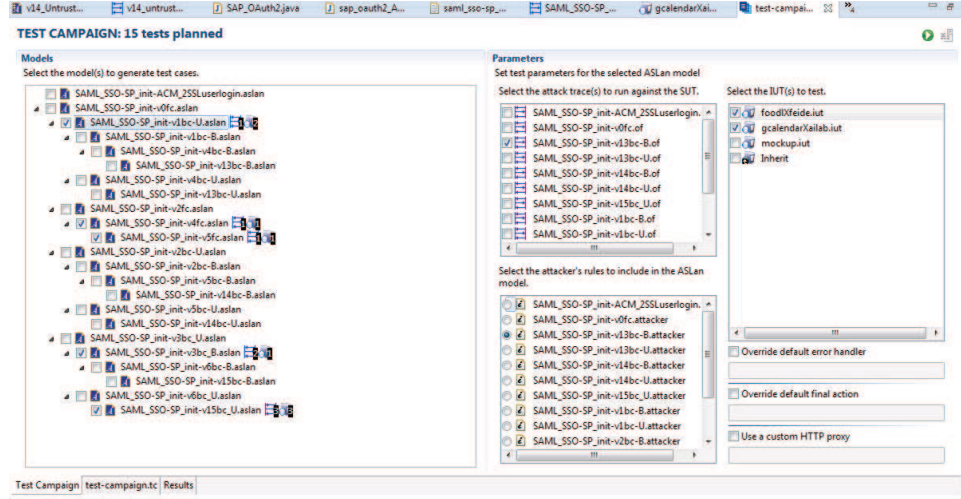 v14_Untrust...
v14_untrust...
SAP_OAuth2.java
sap_oauth2_A...
saml_sso-sp_...
SAML_SSO-SP_...
gcalendarXai...
test-campai...
4
TEST CAMPAIGN: 15 tests planned
Models
Select the model(s) to generate test cases.
SAML_SSO-SP_init-ACM_2SSLuserlogin.aslan
SAML_SSO-SP_init-v0fc.aslan
SAML_SSO-SP_init-v1bc-U.aslan 1 2
SAML_SSO-SP_init-v1bc-B.aslan
SAML_SSO-SP_init-v4bc-B.aslan
SAML_SSO-SP_init-v13bc-B.aslan
SAML_SSO-SP_init-v4bc-U.aslan
SAML_SSO-SP_init-v13bc-U.aslan
SAML_SSO-SP_init-v2fc.aslan
SAML_SSO-SP_init-v4fc.aslan 1 1
SAML_SSO-SP_init-v5fc.aslan 1 1
SAML_SSO-SP_init-v2bc-U.aslan
SAML_SSO-SP_init-v2bc-B.aslan
SAML_SSO-SP_init-v5bc-B.aslan
SAML_SSO-SP_init-v14bc-B.aslan
SAML_SSO-SP_init-v5bc-U.aslan
SAML_SSO-SP_init-v14bc-U.aslan
SAML_SSO-SP_init-v3bc_U.aslan
SAML_SSO-SP_init-v3bc_B.aslan 2 1
SAML_SSO-SP_init-v6bc-B.aslan
SAML_SSO-SP_init-v15bc-B.aslan
SAML_SSO-SP_init-v6bc_U.aslan
SAML_SSO-SP_init-v15bc_U.aslan 3 3
Parameters
Set test parameters for the selected ASLan model
Select the attack trace(s) to run against the SUT.
SAML_SSO-SP_init-ACM_2SSLuserlogin.
SAML_SSO-SP_init-v0fc.of
SAML_SSO-SP_init-v13bc-B.of
SAML_SSO-SP_init-v13bc-U.of
SAML_SSO-SP_init-v14bc-B.of
SAML_SSO-SP_init-v14bc-U.of
SAML_SSO-SP_init-v15bc_U.of
SAML_SSO-SP_init-v1bc-B.of
SAML_SSO-SP_init-v1bc-U.of
Select the attacker's rules to include in the ASLan
model.
SAML_SSO-SP_init-ACM_2SSLuserlogin.
SAML_SSO-SP_init-v0fc.attacker
SAML_SSO-SP_init-v13bc-B.attacker
SAML_SSO-SP_init-v13bc-U.attacker
SAML_SSO-SP_init-v14bc-B.attacker
SAML_SSO-SP_init-v14bc-U.attacker
SAML_SSO-SP_init-v15bc_U.attacker
SAML_SSO-SP_init-v1bc-B.attacker
SAML_SSO-SP_init-v1bc-U.attacker
SAML_SSO-SP_init-v2bc-B.attacker
Select the IUT(s) to test.
foodlXfeide.iut
gcalendarXailab.iut
mockup.iut
Inherit
Override default error handler
Override default final action
Use a custom HTTP proxy
Test Campaign
test-campaign.tc
Results